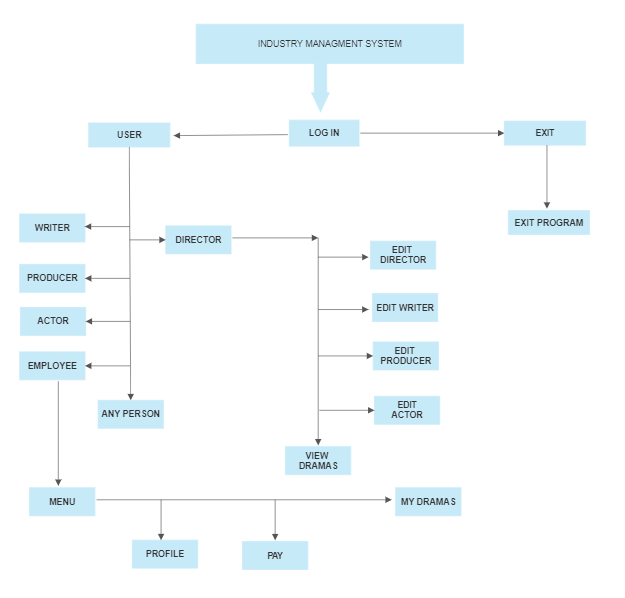 INDUSTRY MANAGMENT SYSTEM
USER
LOG IN
EXIT
WRITER
DIRECTOR
EXIT PROGRAM
EDIT
DIRECTOR
PRODUCER
EDIT WRITER
ACTOR
EDIT
PRODUCER
EMPLOYEE
ANY PERSON
EDIT
ACTOR
VIEW
DRAMAS
MENU
MY DRAMAS
PROFILE
PAY